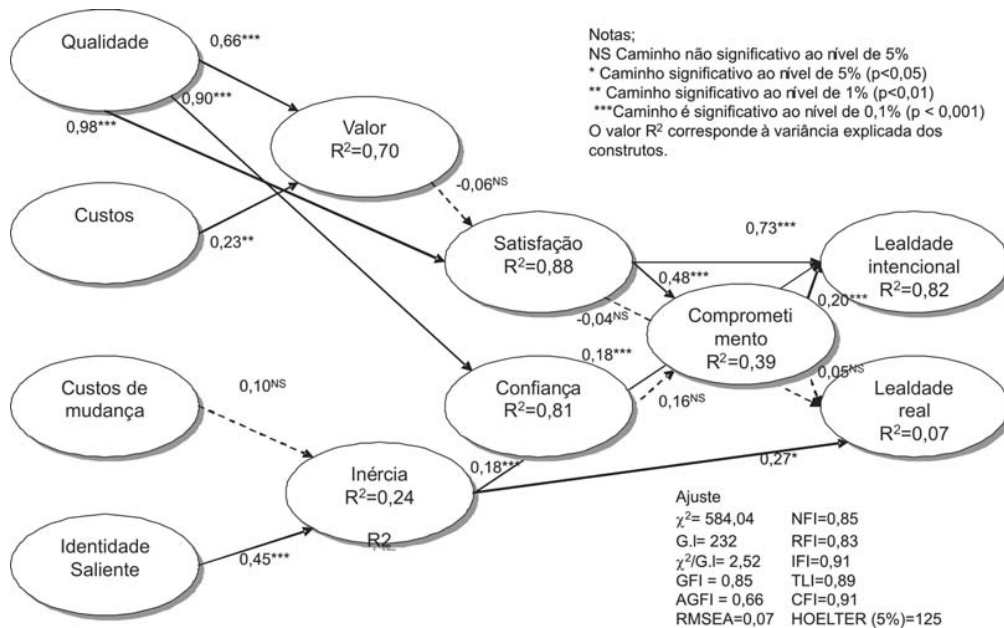 Qualidade
0,66***
0,90***
0,98***
Notas;
NS Caminho não significativo ao nível de 5%
* Caminho significativo ao nível de 5% (p<0,05)
** Caminho significativo ao nível de 1% (p<0,01)
***Caminho é significativo ao nível de 0,1% (p < 0,001)
O valor R² corresponde à variância explicada dos
construtos.
Valor
R²=0,70
-0,06NS
Custos
0,23**
Satisfação
R²=0,88
0,73***
Lealdade
intencional
R²=0,82
0,48***
0,20***
-0,04NS
Comprometi
mento
R²=0,39
0,18***
0,05NS
Custos de
mudança
0,10NS
Confiança
R²=0,81
0,16NS
Lealdade
real
R²=0,07
Inércia
R²=0,24
R2
0,18***
0,27*
Identidade
Saliente
0,45***
Ajuste
χ²= 584,04 NFI=0,85
G.I= 232 RFI=0,83
χ²/G.I= 2,52 IFI=0,91
GFI = 0,85 TLI=0,89
AGFI = 0,66 CFI=0,91
RMSEA=0,07 HOELTER (5%)=125